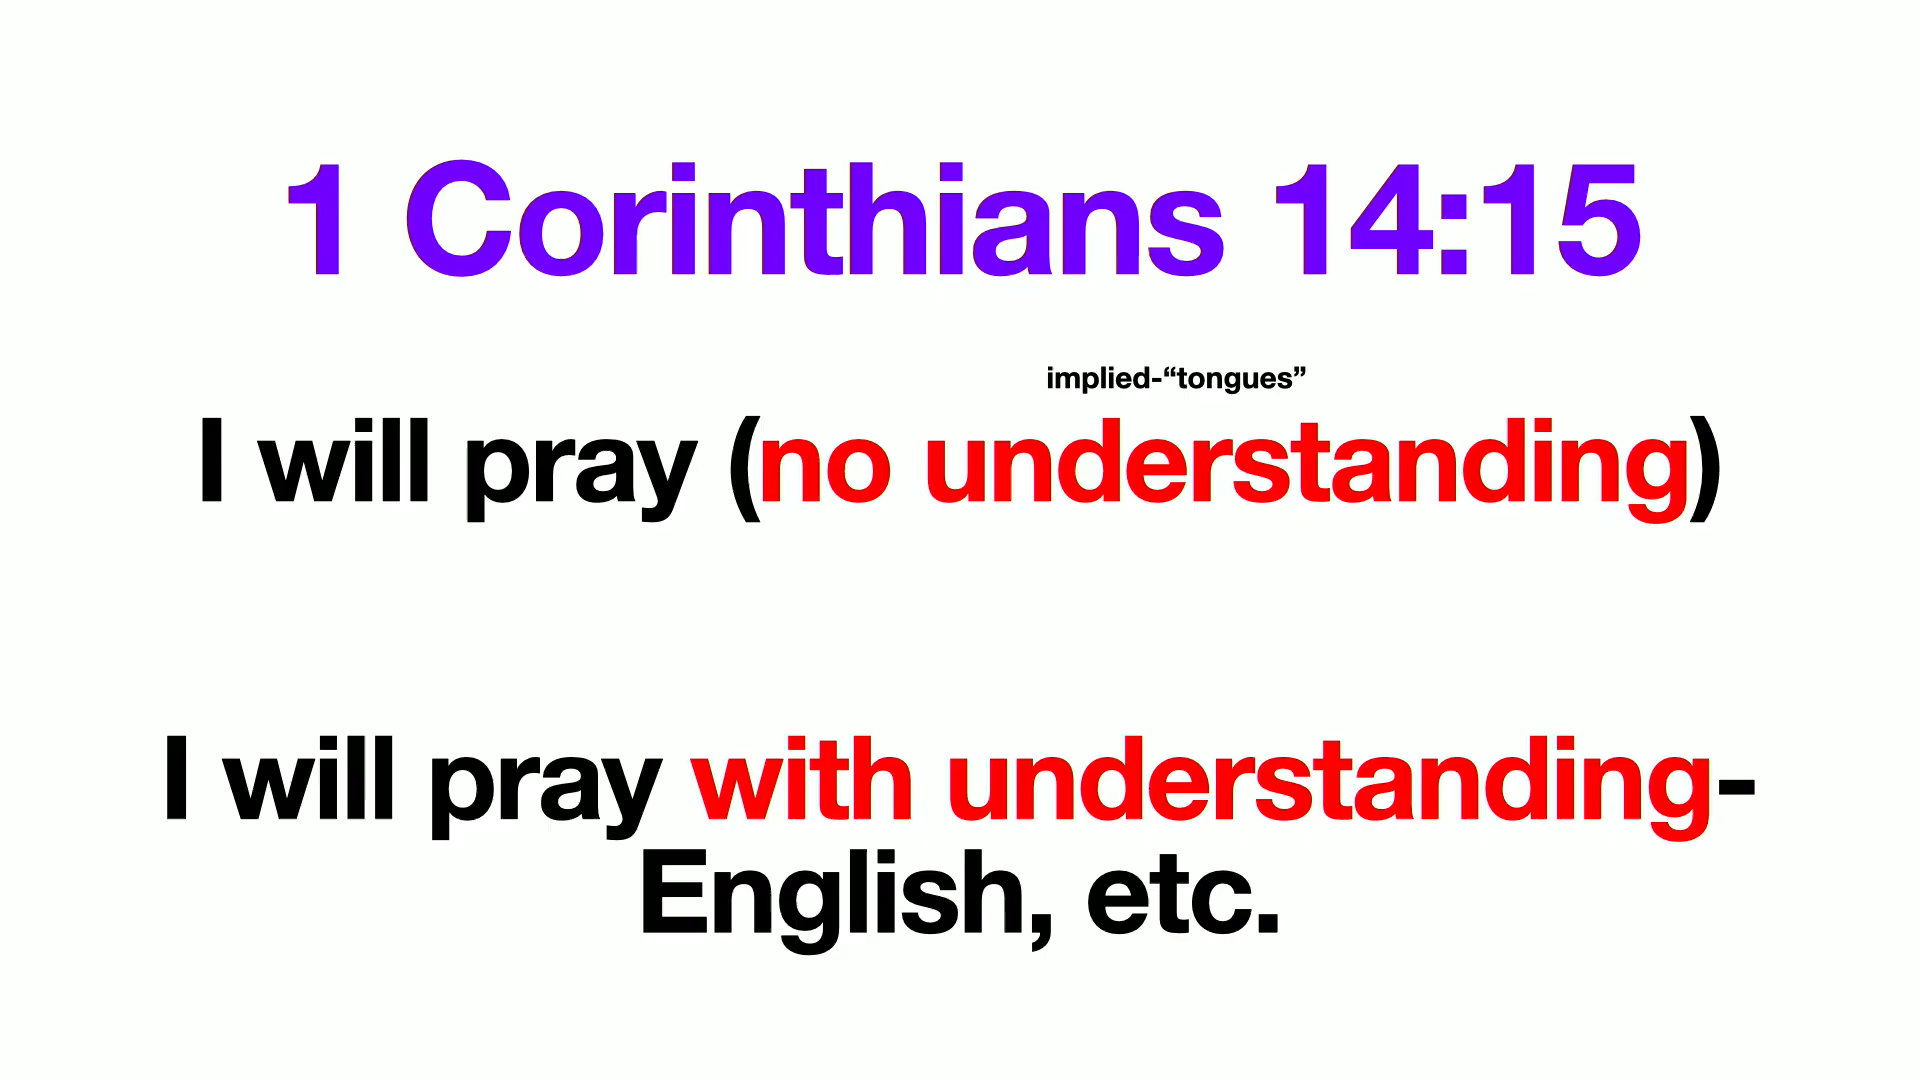 1 Corinthians 14:15
implied-“tongues”
I will pray (no understanding)
I will pray with understanding-
English, etc.